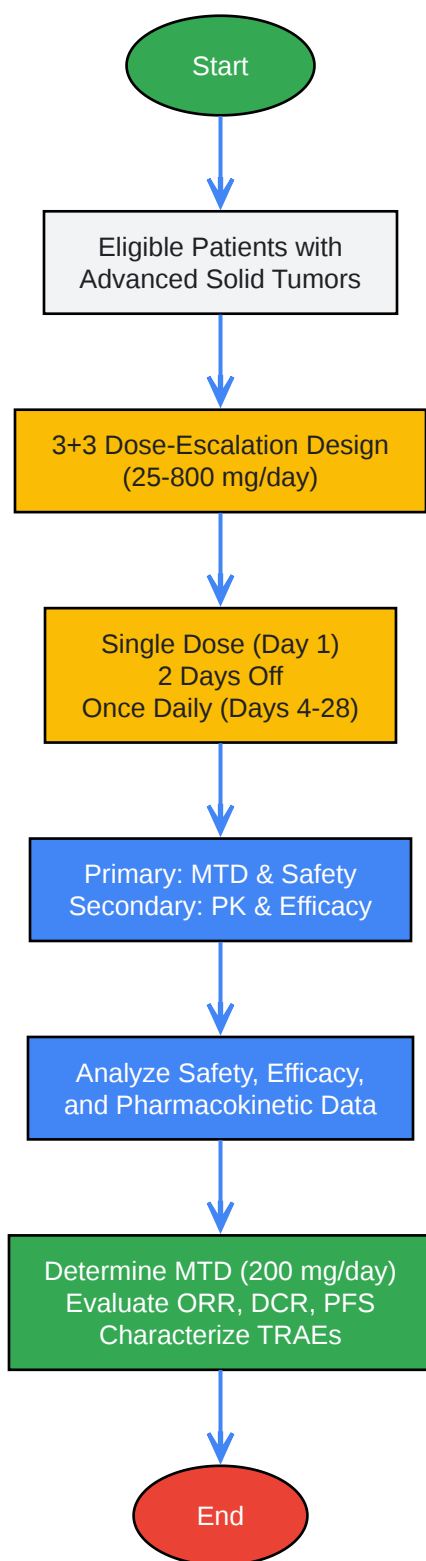 Start
Eligible Patients with
Advanced Solid Tumors
3+3 Dose-Escalation Design
(25-800 mg/day)
Single Dose (Day 1)
2 Days Off
Once Daily (Days 4-28)
Primary: MTD & Safety
Secondary: PK & Efficacy
Analyze Safety, Efficacy,
and Pharmacokinetic Data
Determine MTD (200 mg/day)
Evaluate ORR, DCR, PFS
Characterize TRAEs
End